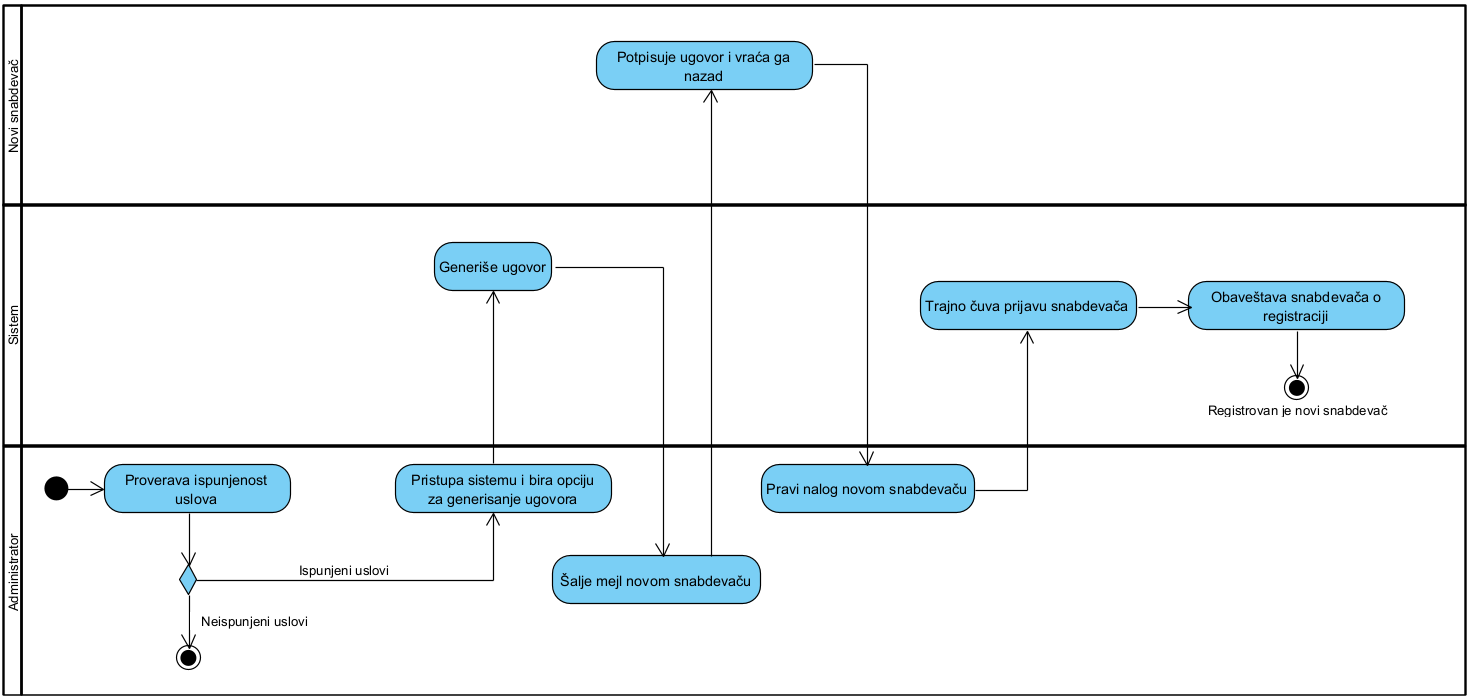 Novi snabdevač
Potpisuje ugovor i vraća ga
nazad
Sistem
Generiše ugovor
Trajno čuva prijavu snabdevača
Obaveštava snabdevača o
registraciji
Registrovan je novi snabdevač
Administrator
Proverava ispunjenost
uslova
Pristupa sistemu i bira opciju
za generisanje ugovora
Pravi nalog novom snabdevaču
Ispunjeni uslovi
Šalje mejl novom snabdevaču
Neispunjeni uslovi